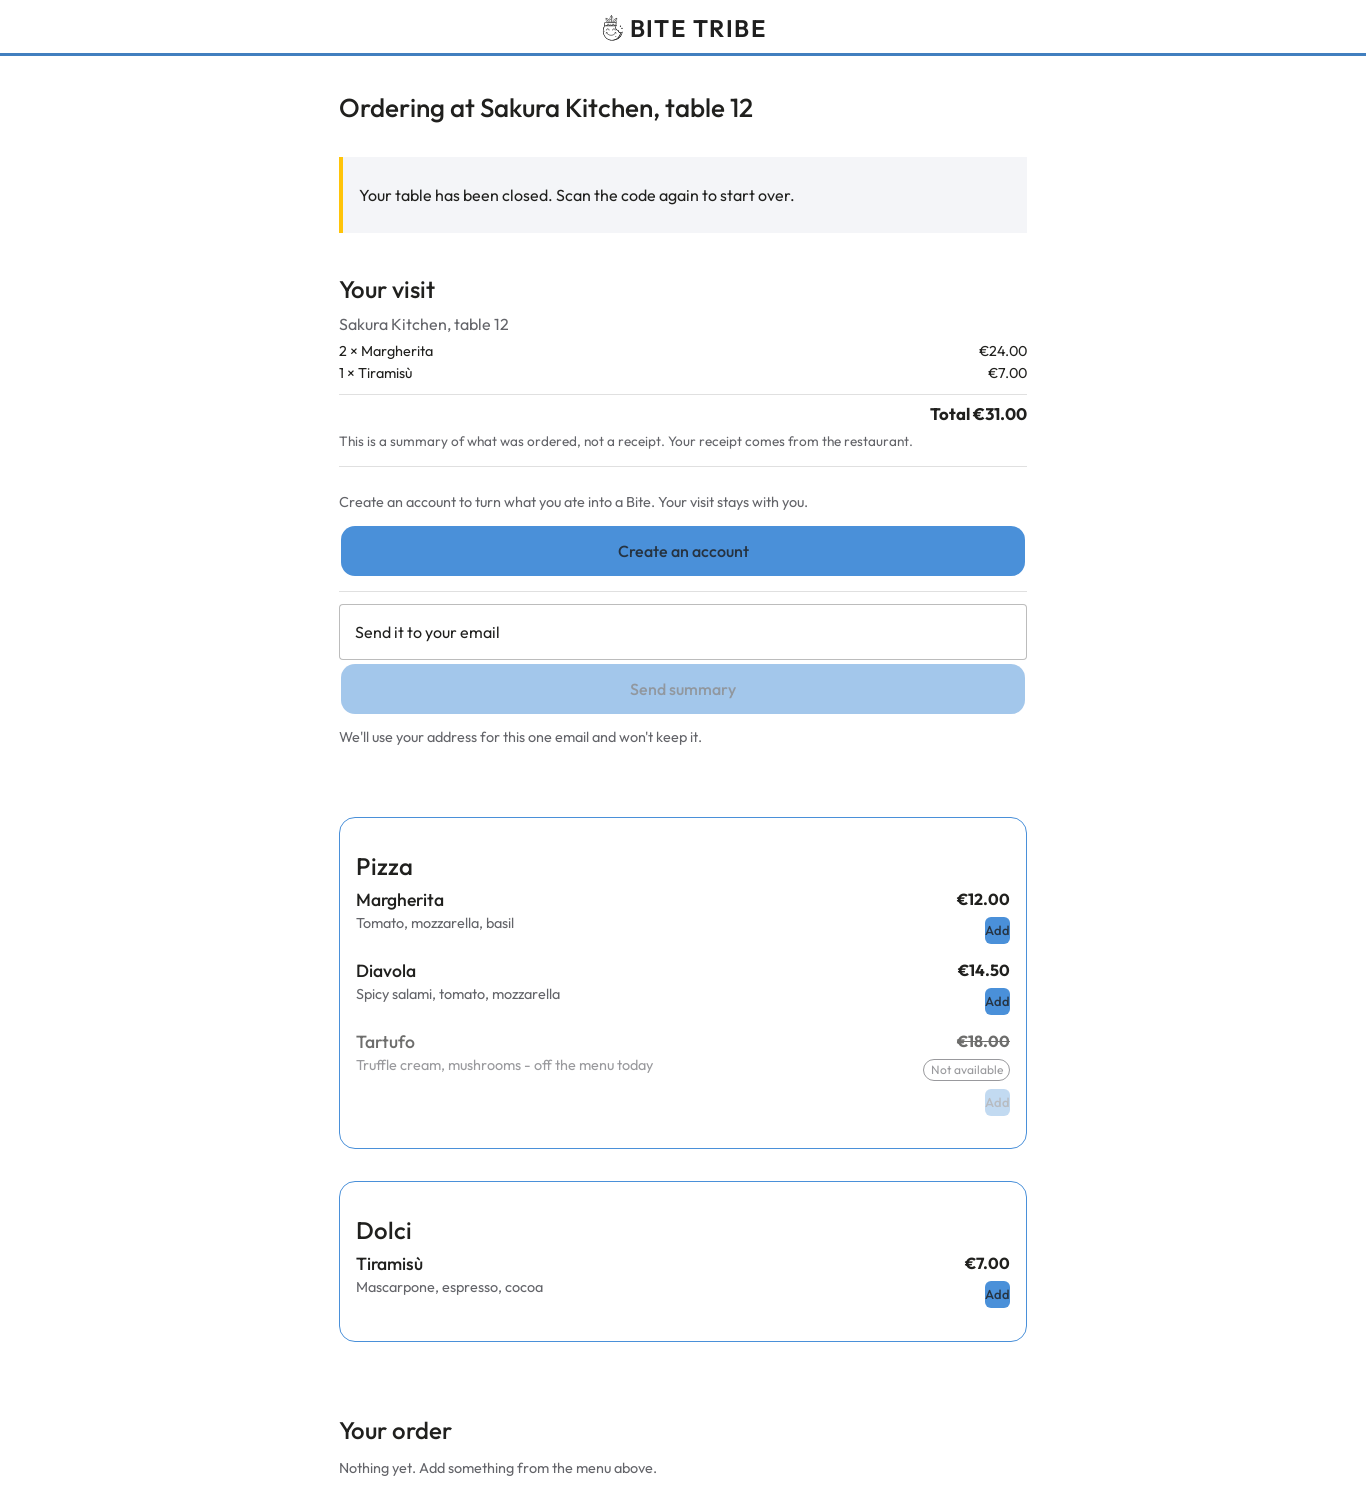 BITE TRIBE
Ordering at Sakura Kitchen, table 12
Your table has been closed. Scan the code again to start over.
Your visit
Sakura Kitchen, table 12
2 × Margherita €24.00
1 × Tiramisù €7.00
Total €31.00
This is a summary of what was ordered, not a receipt. Your receipt comes from the restaurant.
Create an account to turn what you ate into a Bite. Your visit stays with you.
Create an account
Send it to your email
Send summary
We'll use your address for this one email and won't keep it.
Pizza
Margherita €12.00
Tomato, mozzarella, basil
Add
Diavola €14.50
Spicy salami, tomato, mozzarella
Add
Tartufo €18.00
Truffle cream, mushrooms - off the menu today
Not available
Add
Dolci
Tiramisù €7.00
Mascarpone, espresso, cocoa
Add
Your order
Nothing yet. Add something from the menu above.